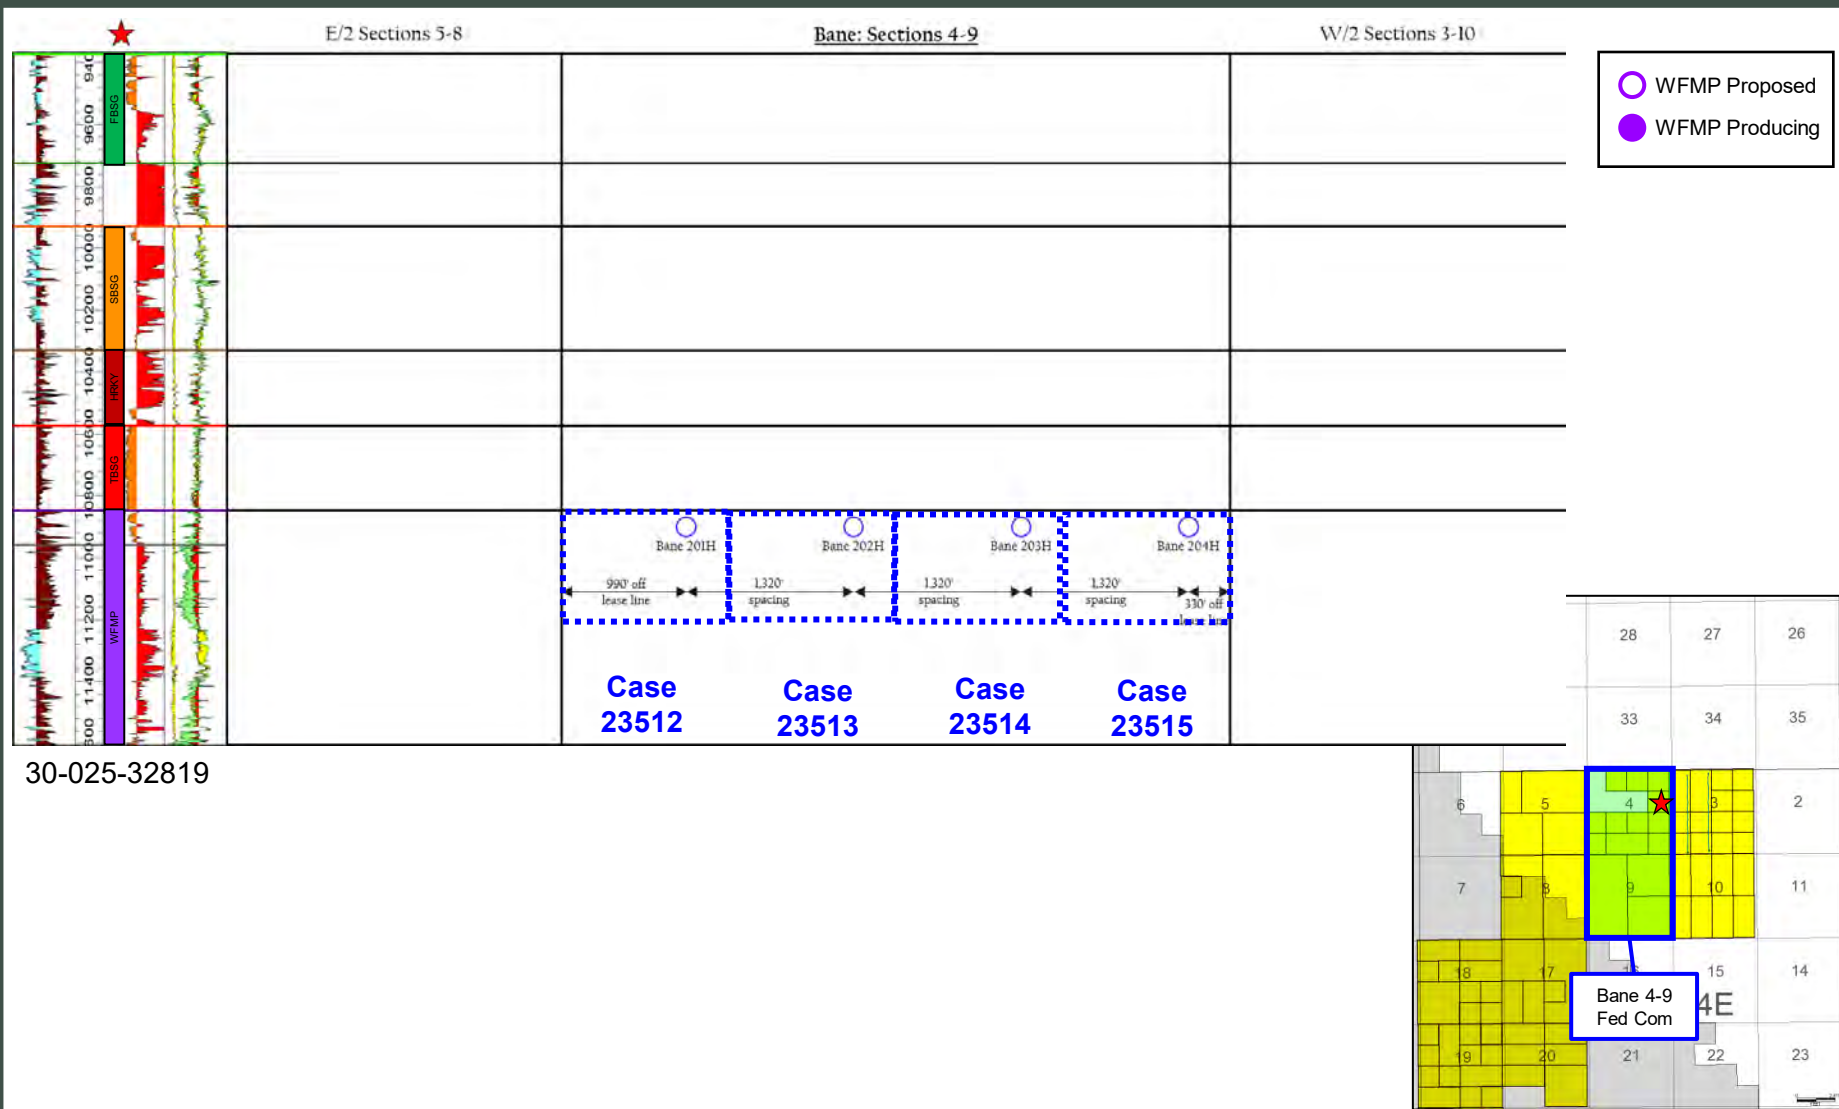 E/2 Sections 5-8
Bane: Sections 4-9
W/2 Sections 3-10
WFMP Proposed
WFMP Producing
FBSG
9600
9800
10000
SBSG
10200
10400
HRKY
10600
TBSG
10800
11000
11200
WFMP
11400
Bane 201H
Bane 202H
Bane 203H
Bane 204H
990' off
lease line
1,320'
spacing
1,320'
spacing
1,320'
spacing
330' off
lease line
Case
23512
Case
23513
Case
23514
Case
23515
30-025-32819
28 27 26
33 34 35
6 5 4 3 2
7 8 9 10 11
18 17 15 14
4E
19 20 21 22 23
Bane 4-9
Fed Com